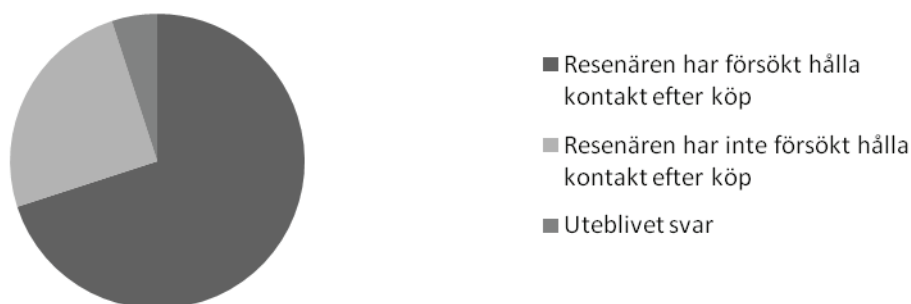 Resenären har försökt hålla
kontakt efter köp
Resenären har inte försökt hålla
kontakt efter köp
Uteblivet svar